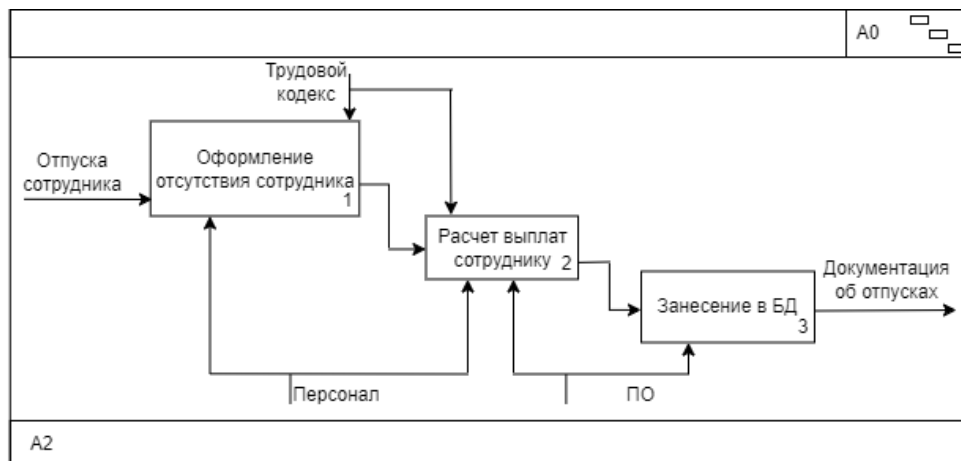 A0
Трудовой
кодекс
Отпуска
сотрудника
Оформление
отсутствия сотрудника
1
Расчет выплат
сотруднику 2
Занесение в БД
3
Документация
об отпусках
Персонал
ПО
A2